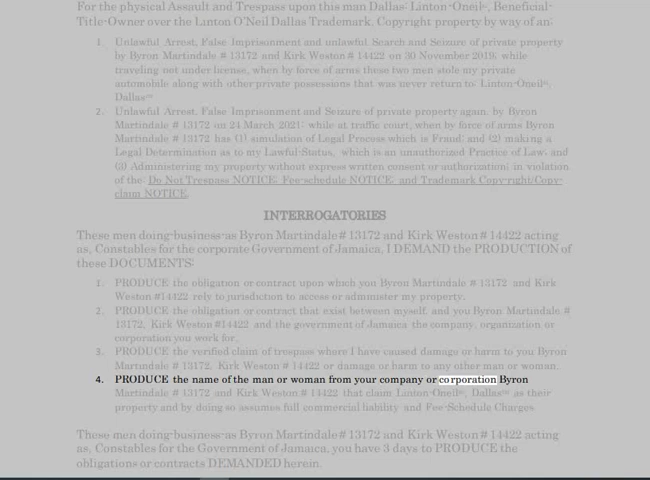 For the physical Assault and Trespass upon this man Dallas: Linton-Oneil©, Beneficial-
Title-Owner over the Linton O'Neil Dallas Trademark, Copyright property by way of an:
1. Unlawful Arrest, False Imprisonment and unlawful Search and Seizure of private property
by Byron Martindale # 13172 and Kirk Weston # 14422 on 30 November 2019, while
traveling not under license, when by force of arms these two men stole my private
automobile along with other private possessions that was never return to: Linton-Oneil©,
Dallas
2. Unlawful Arrest, False Imprisonment and Seizure of private property again, by Byron
Martindale # 13172 on 24 March 2021; while at traffic court; when by force of arms Byron
Martindale # 13172 has (1) simulation of Legal Process which is Fraud; and (2) making a
Legal Determination as to my Lawful-Status, which is an unauthorized Practice of Law; and
(3) Administering my property without express written consent or authorization; in violation
of the: Do Not Trespass NOTICE; Fee-schedule NOTICE; and Trademark Copy-right/Copy-
claim NOTICE.
INTERROGATORIES
These men doing-business-as Byron Martindale# 13172 and Kirk Weston# 14422 acting
as, Constables for the corporate Government of Jamaica, I DEMAND the PRODUCTION of
these DOCUMENTS:
1. PRODUCE the obligation or contract upon which you Byron Martindale # 13172 and Kirk
Weston #14422 rely to jurisdiction to access or administer my property.
2. PRODUCE the obligation or contract that exist between myself, and you Byron Martindale #
13172, Kirk Weston #14422 and the government of Jamaica the company, organization or
corporation you work for.
3. PRODUCE the verified claim of trespass where I have caused damage or harm to you Byron
Martindale # 13172, Kirk Weston # 14422 or damage or harm to any other man or woman.
4. PRODUCE the name of the man or woman from your company or corporation Byron
Martindale # 13172 and Kirk Weston # 14422 that claim Linton-Oneil©, Dallas as their
property and by doing so assumes full commercial liability and Fee-Schedule Charges
These men doing-business-as Byron Martindale# 13172 and Kirk Weston# 14422 acting
as, Constables for the Government of Jamaica, you have 3 days to PRODUCE the
obligations or contracts DEMANDED herein.